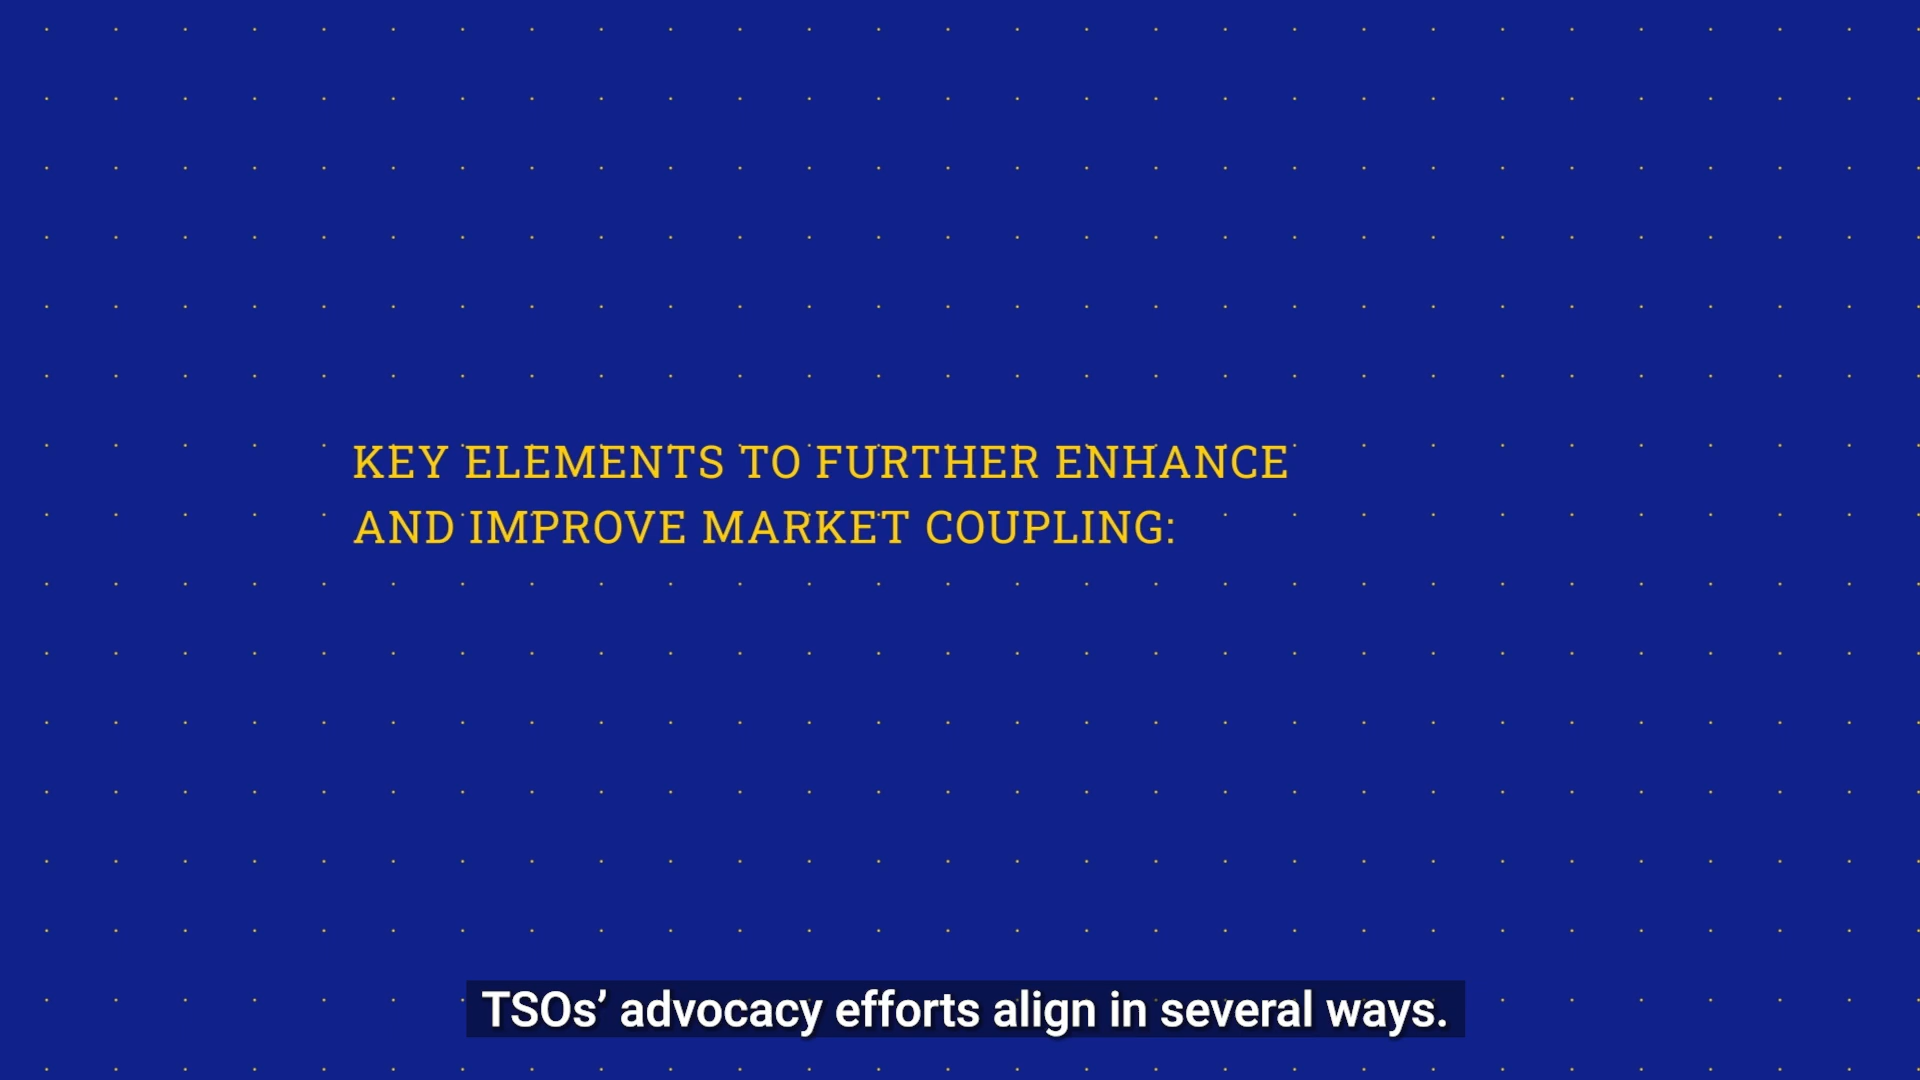 KEY ELEMENTS TO FURTHER ENHANCE
AND IMPROVE MARKET COUPLING:
TSOs’ advocacy efforts align in several ways.